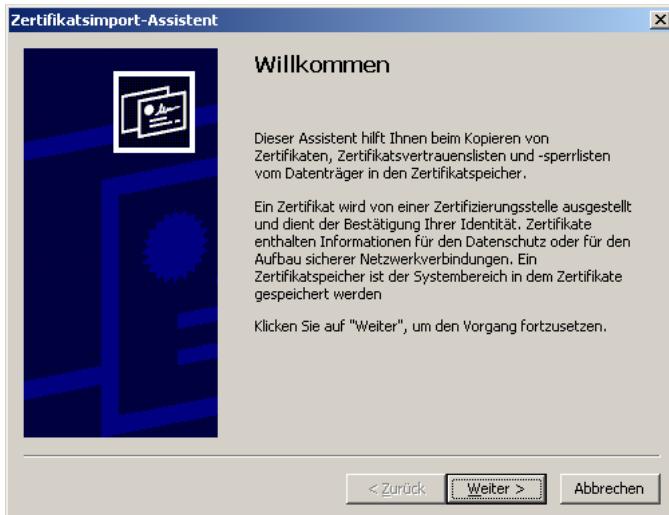 Zertifikatsimport-Assistent
Willkommen
Dieser Assistent hilft Ihnen beim Kopieren von
Zertifikaten, Zertifikatsvertrauenslisten und -sperrlisten
vom Datenträger in den Zertifikatspeicher.
Ein Zertifikat wird von einer Zertifizierungsstelle ausgestellt
und dient der Bestätigung Ihrer Identität. Zertifikate
enthalten Informationen für den Datenschutz oder für den
Aufbau sicherer Netzwerkverbindungen. Ein
Zertifikatspeicher ist der Systembereich in dem Zertifikate
gespeichert werden
Klicken Sie auf "Weiter", um den Vorgang fortzusetzen.
< Zurück Weiter > Abbrechen